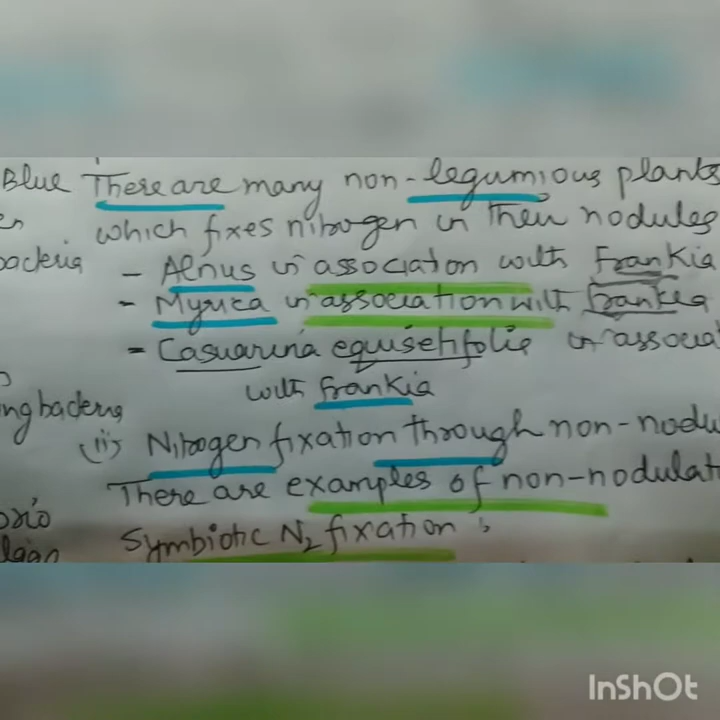 Blue There are many non-legumious plants
which fixes nitrogen in their nodules
- Alnus in association with Frankia
- Myrica in association with Frankia
- Casuarina equisetifolia in associa
with Frankia
(ii) Nitrogen fixation through non-nodu
There are examples of non-nodulat
Symbiotic N₂ fixation :
InShOt